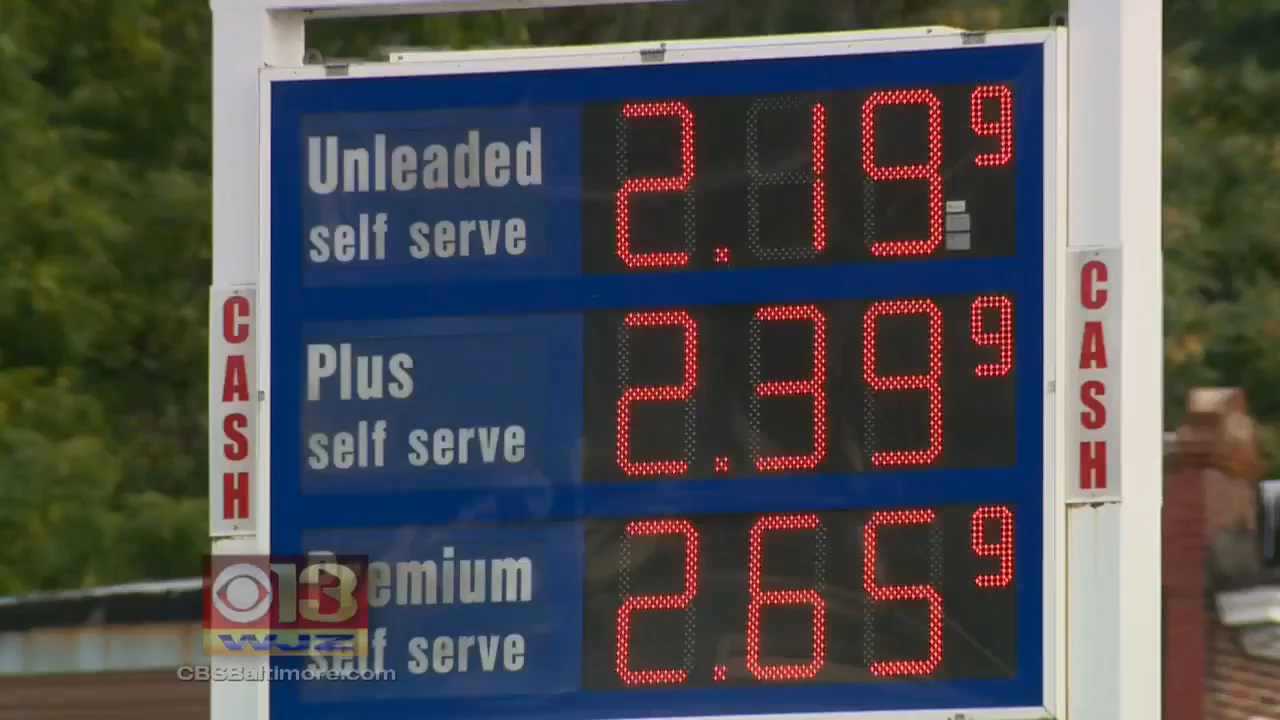 Unleaded 2.19 9
self serve
CASH
CASH
Plus 2.39 9
self serve
Premium 2.65 9
self serve
13
WJZ
CBSBaltimore.com